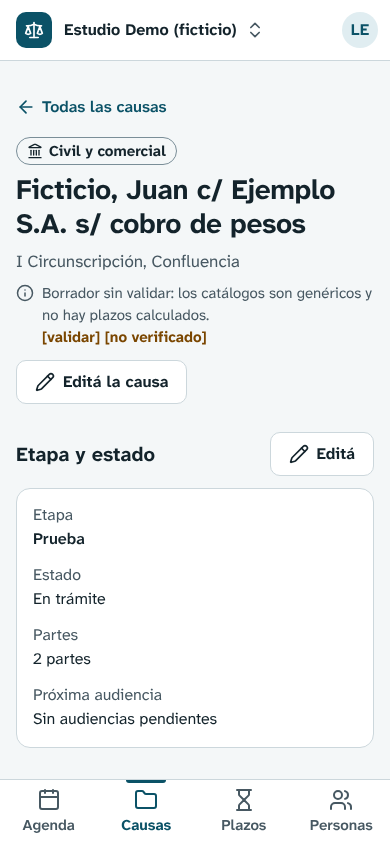 Estudio Demo (ficticio)
LE
Todas las causas
Civil y comercial
Ficticio, Juan c/ Ejemplo
S.A. s/ cobro de pesos
I Circunscripción, Confluencia
Borrador sin validar: los catálogos son genéricos y
no hay plazos calculados.
[validar] [no verificado]
Editá la causa
Etapa y estado
Editá
Etapa
Prueba
Estado
En trámite
Partes
2 partes
Próxima audiencia
Sin audiencias pendientes
Agenda
Causas
Plazos
Personas